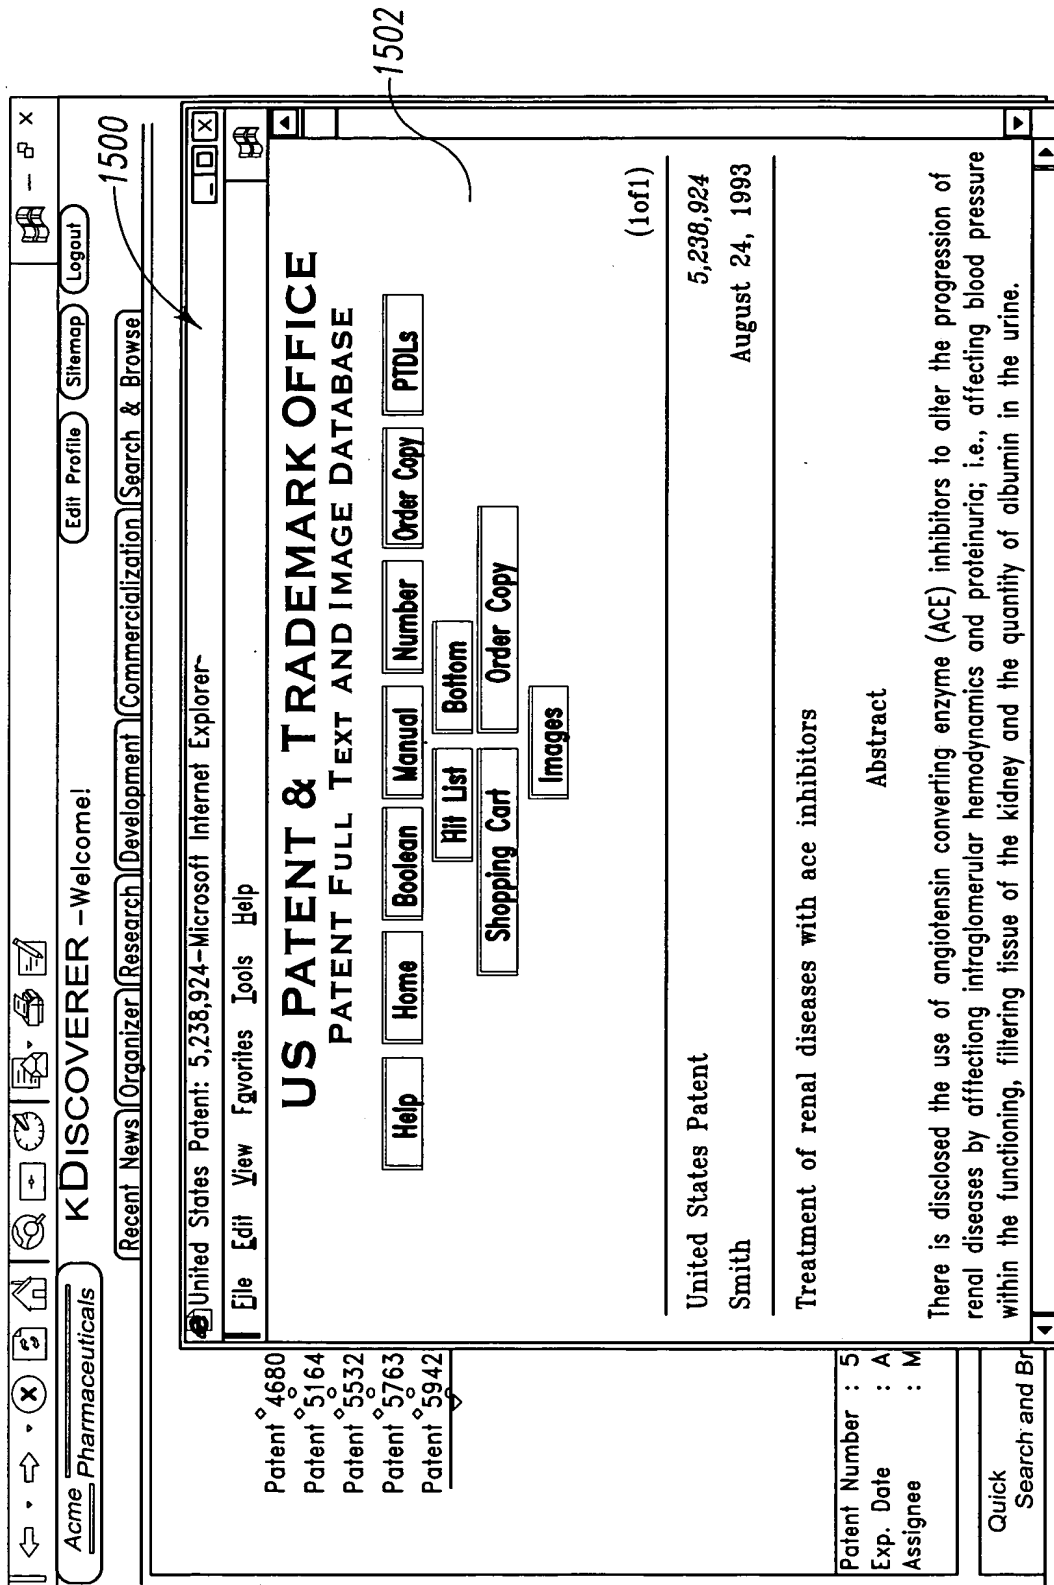 Acme
Pharmaceuticals
KDISCOVERER –Welcome!
Edit Profile
Sitemap
Logout
Recent News
Organizer
Research
Development
Commercialization
Search & Browse
1500
United States Patent: 5,238,924–Microsoft Internet Explorer-
File Edit View Favorites Tools Help
US PATENT & TRADEMARK OFFICE
PATENT FULL TEXT AND IMAGE DATABASE
1502
Help
Home
Boolean
Manual
Number
Order Copy
PTDLs
Hit List
Bottom
Shopping Cart
Order Copy
Images
(1of1)
United States Patent 5,238,924
Smith August 24, 1993
Treatment of renal diseases with ace inhibitors
Abstract
There is disclosed the use of angiotensin converting enzyme (ACE) inhibitors to alter the progression of
renal diseases by afftectiong intraglomerular hemodynamics and proteinuria; i.e., affecting blood pressure
within the functioning, filtering tissue of the kidney and the quantity of albumin in the urine.
Patent 4680
Patent 5164
Patent 5532
Patent 5763
Patent 5942
Patent Number : 5
Exp. Date : A
Assignee : M
Quick
Search and Br